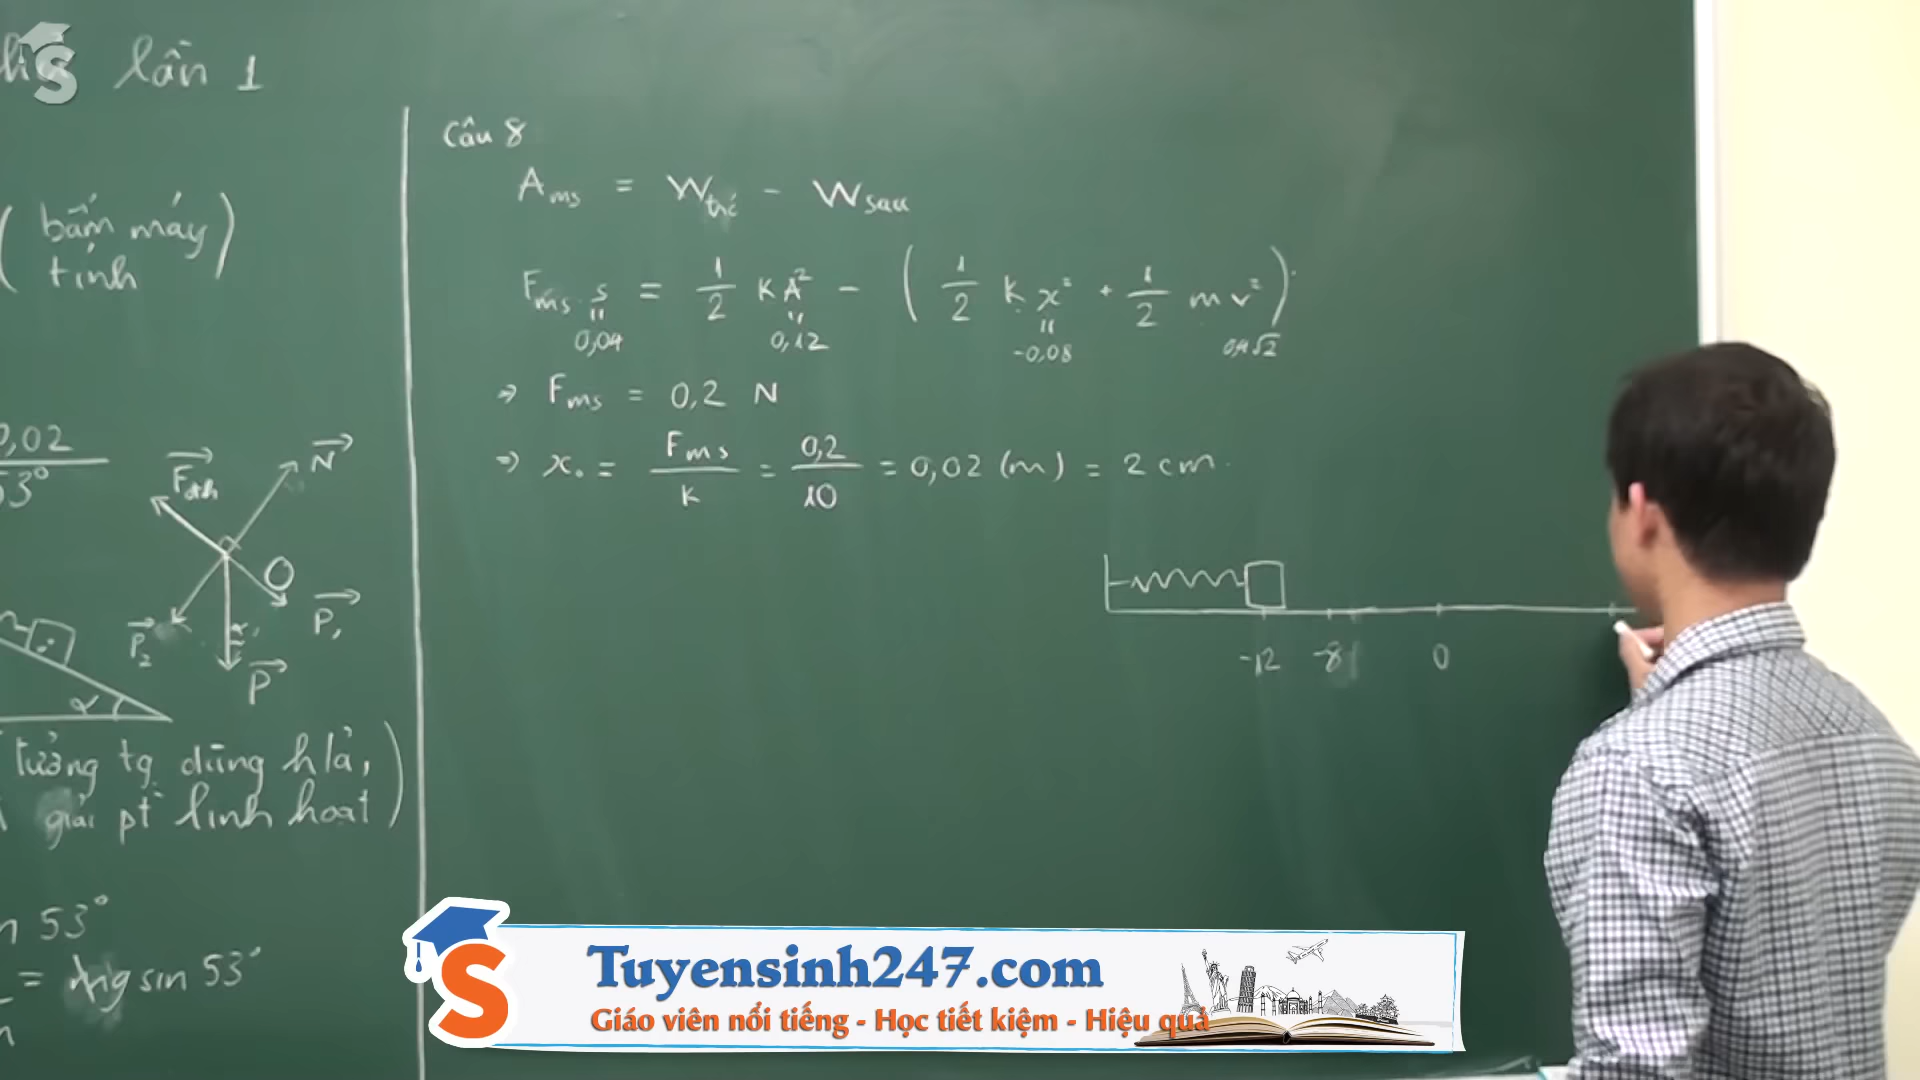 lần 1
(bấm máy)
tính
0,02
53°
Fđh
N
P₂
P₁
P
α
tưởng tg dùng hlà,
giải pt linh hoạt)
n 53°
= mg sin 53°
Câu 8
Ams = Wtrc - Wsau
Fms.s = 1/2 kA² - (1/2 kx² + 1/2 mv²)
0,04 0,12 -0,08 0,4√2
⇒ Fms = 0,2 N
⇒ x₀ = Fms/k = 0,2/10 = 0,02 (m) = 2 cm.
-12 -8 0
S
Tuyensinh247.com
Giáo viên nổi tiếng - Học tiết kiệm - Hiệu quả